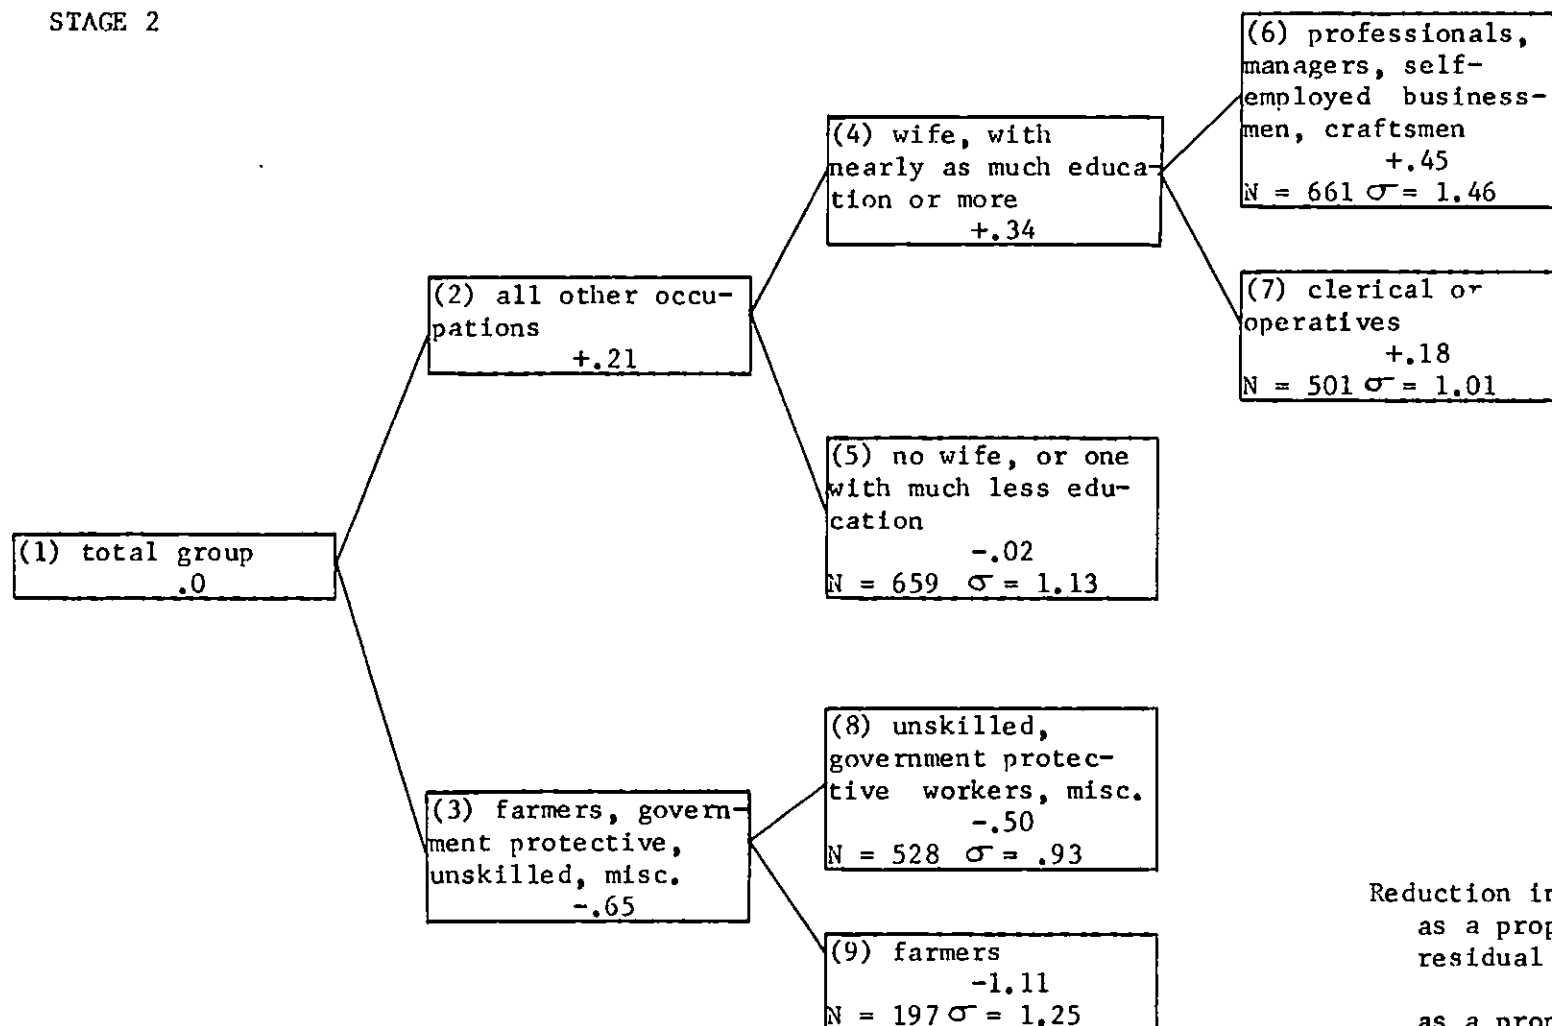 STAGE 2
(6) professionals,
managers, self-
employed business-
men, craftsmen
+.45
N = 661 σ = 1.46
(4) wife, with
nearly as much educa-
tion or more
+.34
(7) clerical or
operatives
+.18
N = 501 σ = 1.01
(2) all other occu-
pations
+.21
(5) no wife, or one
with much less edu-
cation
-.02
N = 659 σ = 1.13
(1) total group
.0
(8) unskilled,
government protec-
tive workers, misc.
-.50
N = 528 σ = .93
(3) farmers, govern-
ment protective,
unskilled, misc.
-.65
(9) farmers
-1.11
N = 197 σ = 1.25
Reduction in
as a prop
residual
as a prop